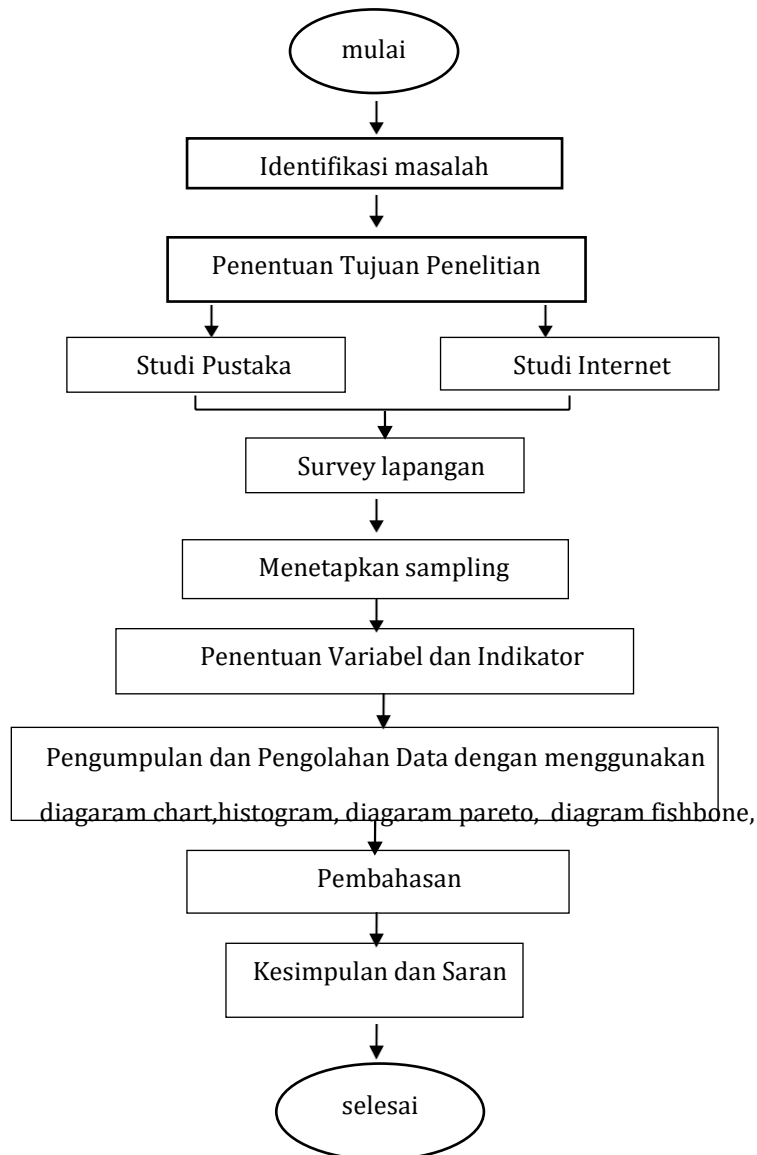 mulai
Identifikasi masalah
Penentuan Tujuan Penelitian
Studi Pustaka
Studi Internet
Survey lapangan
Menetapkan sampling
Penentuan Variabel dan Indikator
Pengumpulan dan Pengolahan Data dengan menggunakan
diagaram chart,histogram, diagaram pareto, diagram fishbone,
Pembahasan
Kesimpulan dan Saran
selesai